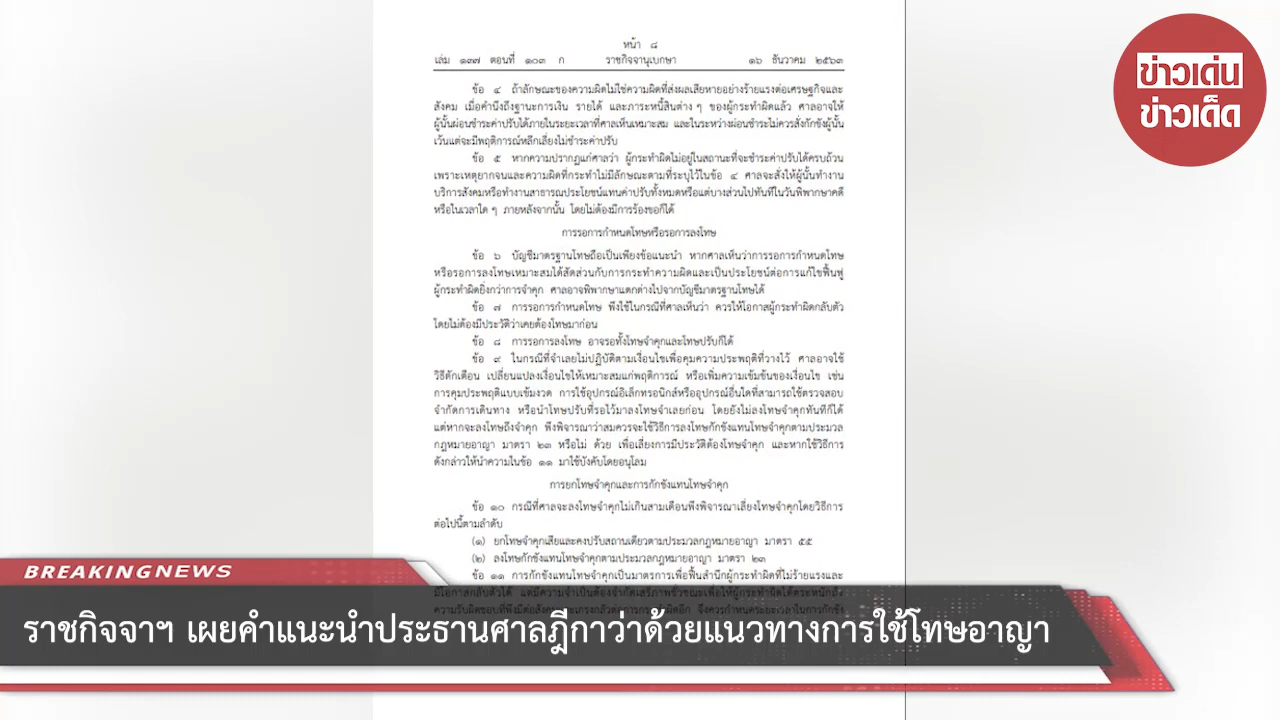 หน้า ๘
เล่ม ๑๓๗ ตอนที่ ๑๐๓ ก ราชกิจจานุเบกษา ๑๖ ธันวาคม ๒๕๖๓
ข่าวเด่น
ข่าวเด็ด
ข้อ ๔ ถ้าลักษณะของความผิดไม่ใช่ความผิดที่ส่งผลเสียหายอย่างร้ายแรงต่อเศรษฐกิจและ
สังคม เมื่อคำนึงถึงฐานะการเงิน รายได้ และภาระหนี้สินต่าง ๆ ของผู้กระทำผิดแล้ว ศาลอาจให้
ผู้นั้นผ่อนชำระค่าปรับได้ภายในระยะเวลาที่ศาลเห็นเหมาะสม และในระหว่างผ่อนชำระไม่ควรสั่งกักขังผู้นั้น
เว้นแต่จะมีพฤติการณ์หลีกเลี่ยงไม่ชำระค่าปรับ
ข้อ ๕ หากความปรากฏแก่ศาลว่า ผู้กระทำผิดไม่อยู่ในสถานะที่จะชำระค่าปรับได้ครบถ้วน
เพราะเหตุยากจนและความผิดที่กระทำไม่มีลักษณะตามที่ระบุไว้ในข้อ ๔ ศาลจะสั่งให้ผู้นั้นทำงาน
บริการสังคมหรือทำงานสาธารณประโยชน์แทนค่าปรับทั้งหมดหรือแต่บางส่วนไปทันทีในวันพิพากษาคดี
หรือในเวลาใด ๆ ภายหลังจากนั้น โดยไม่ต้องมีการร้องขอก็ได้
การรอการกำหนดโทษหรือรอการลงโทษ
ข้อ ๖ บัญชีมาตรฐานโทษถือเป็นเพียงข้อแนะนำ หากศาลเห็นว่าการรอการกำหนดโทษ
หรือรอการลงโทษเหมาะสมได้สัดส่วนกับการกระทำความผิดและเป็นประโยชน์ต่อการแก้ไขฟื้นฟู
ผู้กระทำผิดยิ่งกว่าการจำคุก ศาลอาจพิพากษาแตกต่างไปจากบัญชีมาตรฐานโทษได้
ข้อ ๗ การรอการกำหนดโทษ พึงใช้ในกรณีที่ศาลเห็นว่า ควรให้โอกาสผู้กระทำผิดกลับตัว
โดยไม่ต้องมีประวัติว่าเคยต้องโทษมาก่อน
ข้อ ๘ การรอการลงโทษ อาจรอทั้งโทษจำคุกและโทษปรับก็ได้
ข้อ ๙ ในกรณีที่จำเลยไม่ปฏิบัติตามเงื่อนไขเพื่อคุมความประพฤติที่วางไว้ ศาลอาจใช้
วิธีตักเตือน เปลี่ยนแปลงเงื่อนไขให้เหมาะสมแก่พฤติการณ์ หรือเพิ่มความเข้มข้นของเงื่อนไข เช่น
การคุมประพฤติแบบเข้มงวด การใช้อุปกรณ์อิเล็กทรอนิกส์หรืออุปกรณ์อื่นใดที่สามารถใช้ตรวจสอบ
จำกัดการเดินทาง หรือนำโทษปรับที่รอไว้มาลงโทษจำเลยก่อน โดยยังไม่ลงโทษจำคุกทันทีก็ได้
แต่หากจะลงโทษถึงจำคุก พึงพิจารณาว่าสมควรจะใช้วิธีการลงโทษกักขังแทนโทษจำคุกตามประมวล
กฎหมายอาญา มาตรา ๒๓ หรือไม่ ด้วย เพื่อเลี่ยงการมีประวัติต้องโทษจำคุก และหากใช้วิธีการ
ดังกล่าวให้นำความในข้อ ๑๑ มาใช้บังคับโดยอนุโลม
การยกโทษจำคุกและการกักขังแทนโทษจำคุก
ข้อ ๑๐ กรณีที่ศาลจะลงโทษจำคุกไม่เกินสามเดือนพึงพิจารณาเลี่ยงโทษจำคุกโดยวิธีการ
ต่อไปนี้ตามลำดับ
(๑) ยกโทษจำคุกเสียและคงปรับสถานเดียวตามประมวลกฎหมายอาญา มาตรา ๕๕
(๒) ลงโทษกักขังแทนโทษจำคุกตามประมวลกฎหมายอาญา มาตรา ๒๓
ข้อ ๑๑ การกักขังแทนโทษจำคุกเป็นมาตรการเพื่อฟื้นสำนึกผู้กระทำผิดที่ไม่ร้ายแรงและ
มีโอกาสกลับตัวได้ แต่มีความจำเป็นต้องจำกัดเสรีภาพชั่วขณะเพื่อให้ผู้กระทำผิดได้ตระหนักถึง
BREAKING NEWS
ราชกิจจาฯ เผยคำแนะนำประธานศาลฎีกาว่าด้วยแนวทางการใช้โทษอาญา